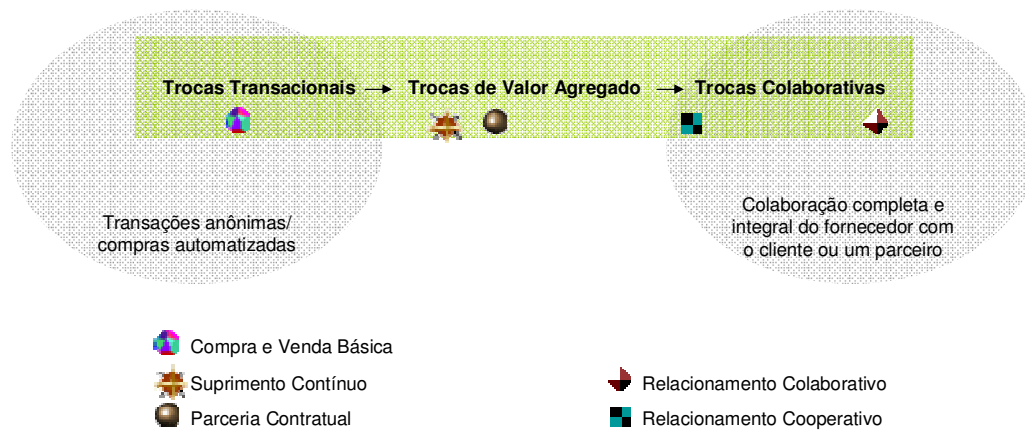 Trocas Transacionais → Trocas de Valor Agregado → Trocas Colaborativas
Transações anônimas/
compras automatizadas
Colaboração completa e
integral do fornecedor com
o cliente ou um parceiro
Compra e Venda Básica
Suprimento Contínuo
Parceria Contratual
Relacionamento Colaborativo
Relacionamento Cooperativo